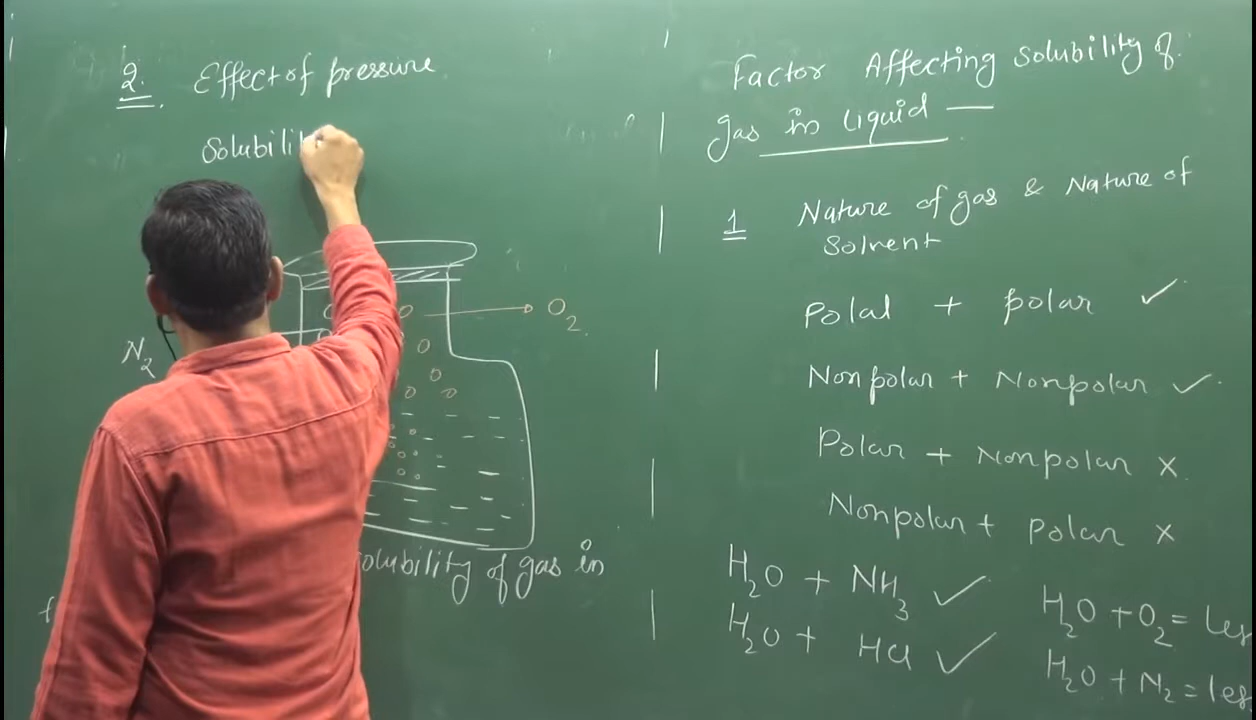 2. Effect of pressure
Solubilit
O2
N2
solubility of gas in
Factor Affecting Solubility of
gas in Liquid —
1 Nature of gas & Nature of
Solvent
Polal + polar ✓
Nonpolar + Nonpolar ✓
Polar + Nonpolar ×
Nonpolar + polar ×
H2O + NH3 ✓
H2O + HCl ✓
H2O + O2 = les
H2O + N2 = les